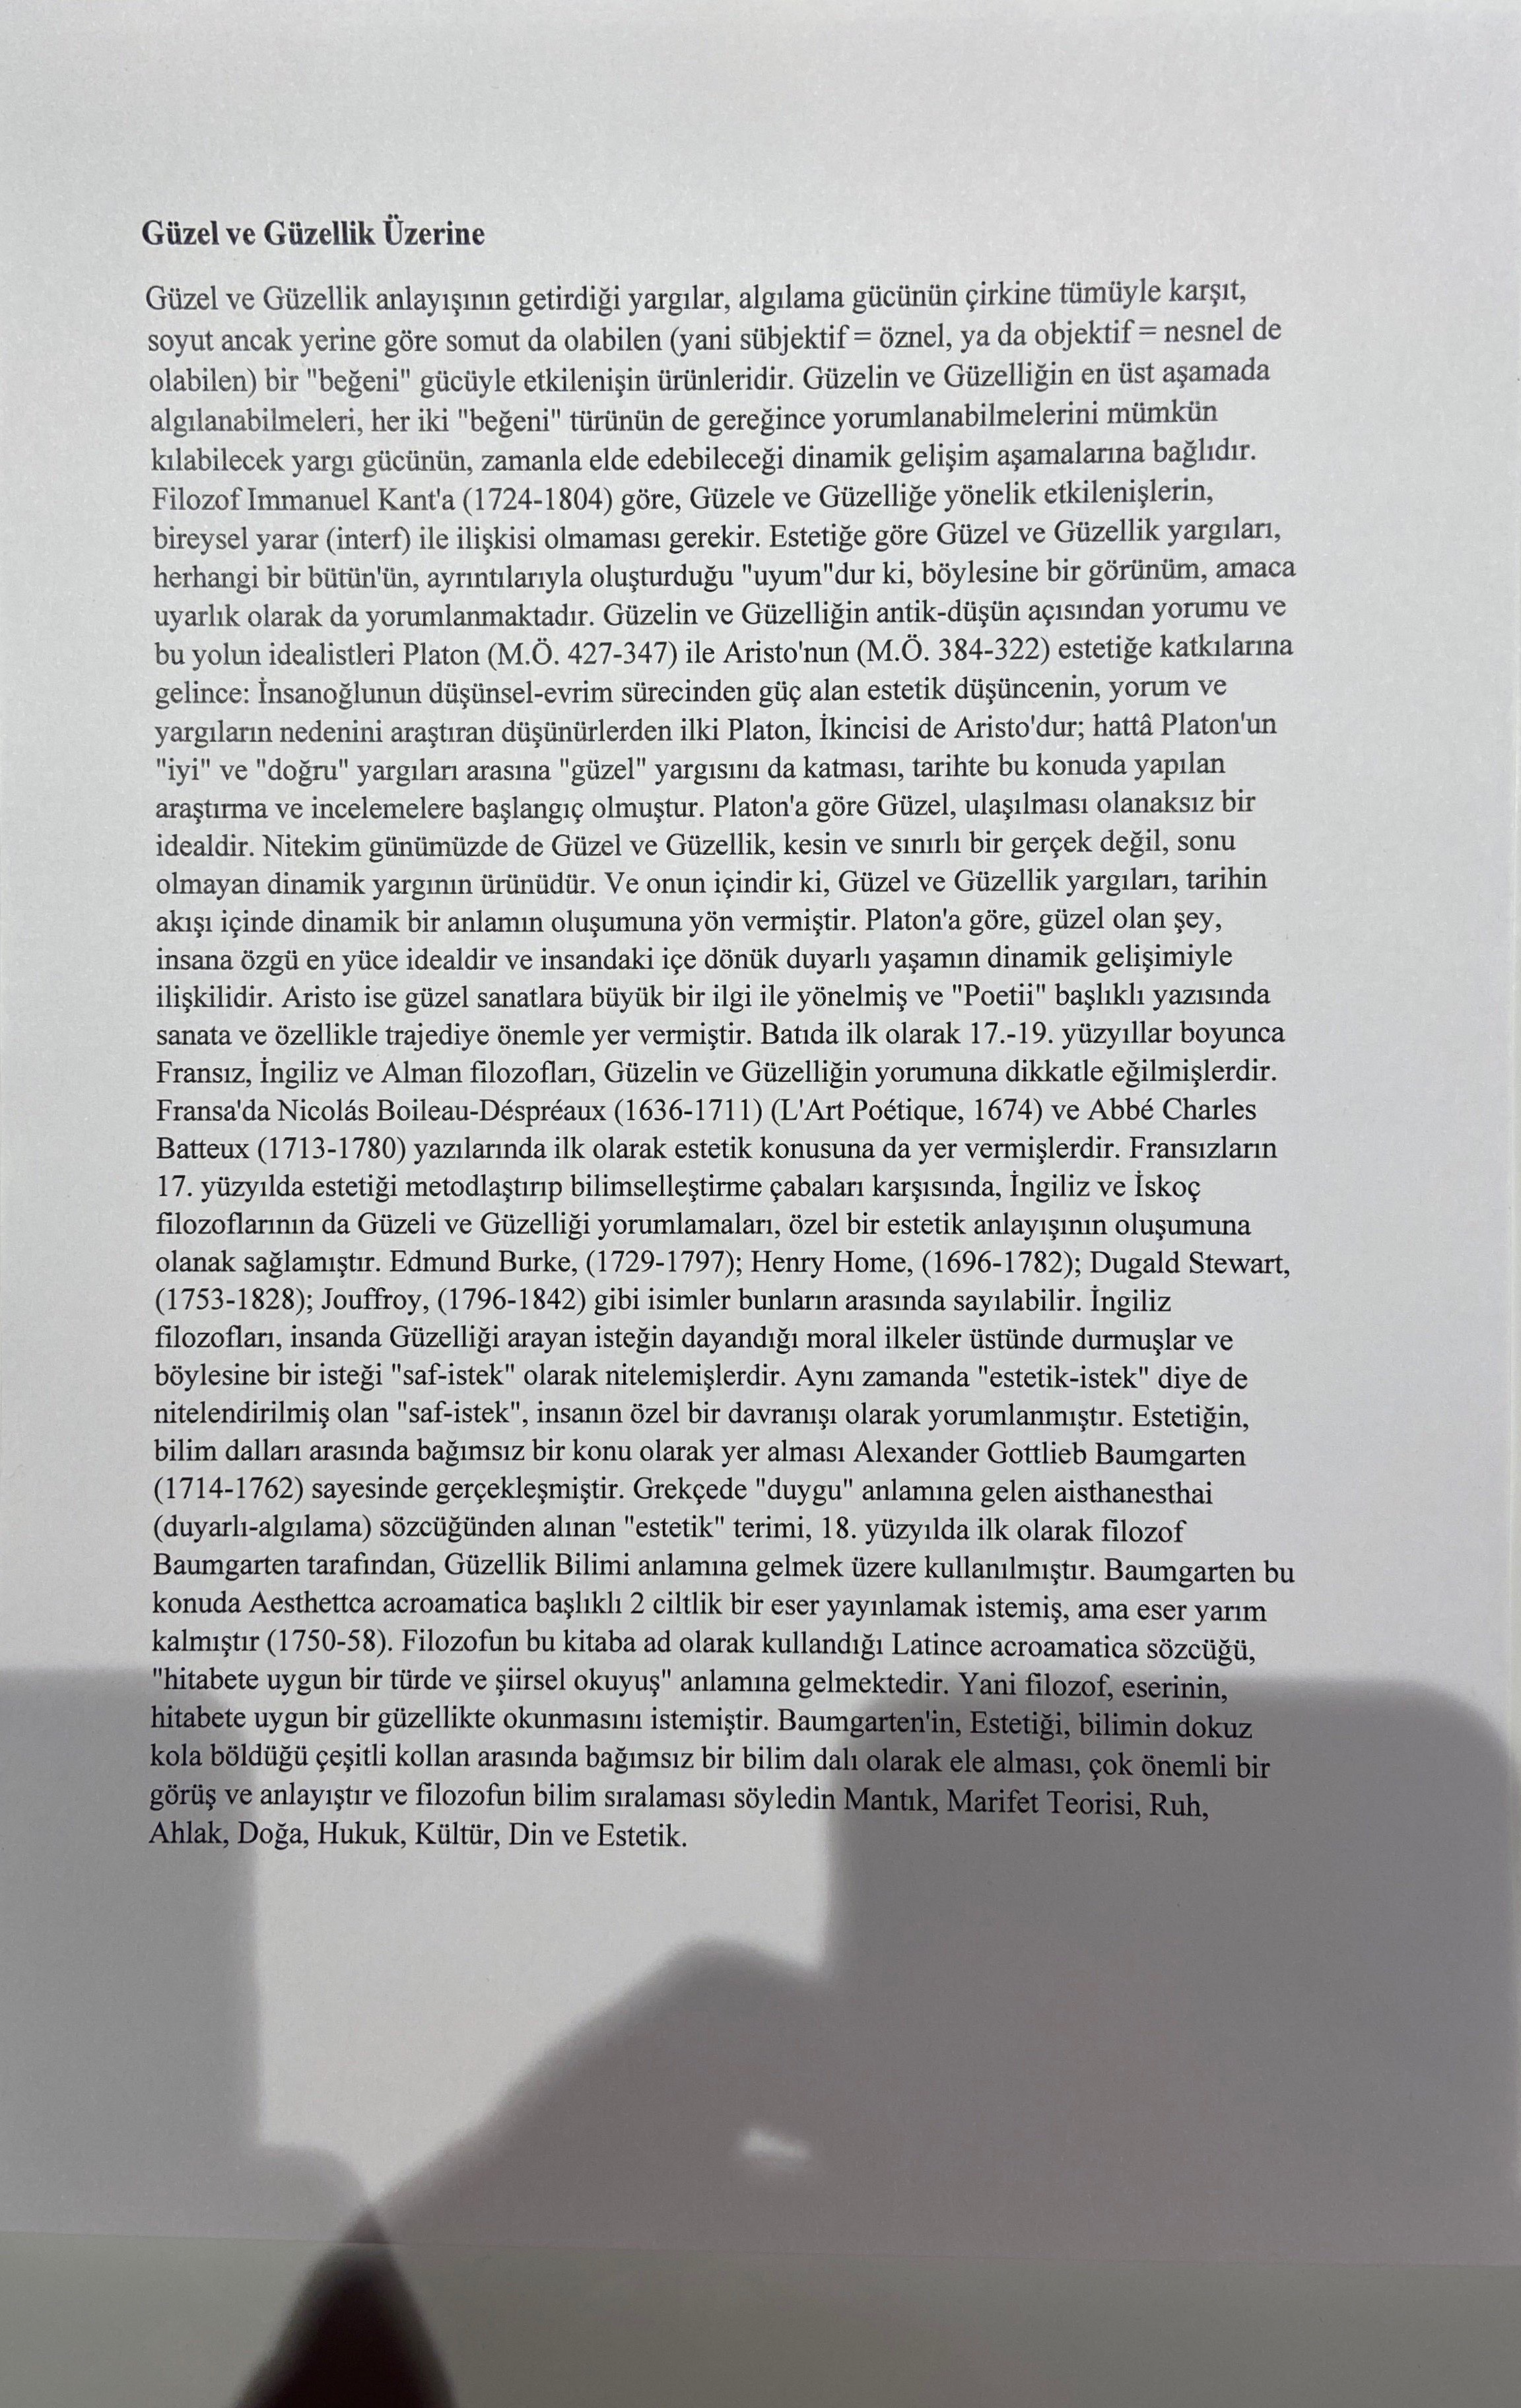 Güzel ve Güzellik Üzerine
Güzel ve Güzellik anlayışının getirdiği yargılar, algılama gücünün çirkine tümüyle karşıt,
soyut ancak yerine göre somut da olabilen (yani sübjektif = öznel, ya da objektif = nesnel de
olabilen) bir "beğeni" gücüyle etkilenişin ürünleridir. Güzelin ve Güzelliğin en üst aşamada
algılanabilmeleri, her iki "beğeni" türünün de gereğince yorumlanabilmelerini mümkün
kılabilecek yargı gücünün, zamanla elde edebileceği dinamik gelişim aşamalarına bağlıdır.
Filozof Immanuel Kant'a (1724-1804) göre, Güzele ve Güzelliğe yönelik etkilenişlerin,
bireysel yarar (interf) ile ilişkisi olmaması gerekir. Estetiğe göre Güzel ve Güzellik yargıları,
herhangi bir bütün'ün, ayrıntılarıyla oluşturduğu "uyum"dur ki, böylesine bir görünüm, amaca
uyarlık olarak da yorumlanmaktadır. Güzelin ve Güzelliğin antik-düşün açısından yorumu ve
bu yolun idealistleri Platon (M.Ö. 427-347) ile Aristo'nun (M.Ö. 384-322) estetiğe katkılarına
gelince: İnsanoğlunun düşünsel-evrim sürecinden güç alan estetik düşüncenin, yorum ve
yargıların nedenini araştıran düşünürlerden ilki Platon, İkincisi de Aristo'dur; hattâ Platon'un
"iyi" ve "doğru" yargıları arasına "güzel" yargısını da katması, tarihte bu konuda yapılan
araştırma ve incelemelere başlangıç olmuştur. Platon'a göre Güzel, ulaşılması olanaksız bir
idealdir. Nitekim günümüzde de Güzel ve Güzellik, kesin ve sınırlı bir gerçek değil, sonu
olmayan dinamik yargının ürünüdür. Ve onun içindir ki, Güzel ve Güzellik yargıları, tarihin
akışı içinde dinamik bir anlamın oluşumuna yön vermiştir. Platon'a göre, güzel olan şey,
insana özgü en yüce idealdir ve insandaki içe dönük duyarlı yaşamın dinamik gelişimiyle
ilişkilidir. Aristo ise güzel sanatlara büyük bir ilgi ile yönelmiş ve "Poetii" başlıklı yazısında
sanata ve özellikle trajediye önemle yer vermiştir. Batıda ilk olarak 17.-19. yüzyıllar boyunca
Fransız, İngiliz ve Alman filozofları, Güzelin ve Güzelliğin yorumuna dikkatle eğilmişlerdir.
Fransa'da Nicolás Boileau-Déspréaux (1636-1711) (L'Art Poétique, 1674) ve Abbé Charles
Batteux (1713-1780) yazılarında ilk olarak estetik konusuna da yer vermişlerdir. Fransızların
17. yüzyılda estetiği metodlaştırıp bilimselleştirme çabaları karşısında, İngiliz ve İskoç
filozoflarının da Güzeli ve Güzelliği yorumlamaları, özel bir estetik anlayışının oluşumuna
olanak sağlamıştır. Edmund Burke, (1729-1797); Henry Home, (1696-1782); Dugald Stewart,
(1753-1828); Jouffroy, (1796-1842) gibi isimler bunların arasında sayılabilir. İngiliz
filozofları, insanda Güzelliği arayan isteğin dayandığı moral ilkeler üstünde durmuşlar ve
böylesine bir isteği "saf-istek" olarak nitelemişlerdir. Aynı zamanda "estetik-istek" diye de
nitelendirilmiş olan "saf-istek", insanın özel bir davranışı olarak yorumlanmıştır. Estetiğin,
bilim dalları arasında bağımsız bir konu olarak yer alması Alexander Gottlieb Baumgarten
(1714-1762) sayesinde gerçekleşmiştir. Grekçede "duygu" anlamına gelen aisthanesthai
(duyarlı-algılama) sözcüğünden alınan "estetik" terimi, 18. yüzyılda ilk olarak filozof
Baumgarten tarafından, Güzellik Bilimi anlamına gelmek üzere kullanılmıştır. Baumgarten bu
konuda Aesthettca acroamatica başlıklı 2 ciltlik bir eser yayınlamak istemiş, ama eser yarım
kalmıştır (1750-58). Filozofun bu kitaba ad olarak kullandığı Latince acroamatica sözcüğü,
"hitabete uygun bir türde ve şiirsel okuyuş" anlamına gelmektedir. Yani filozof, eserinin,
hitabete uygun bir güzellikte okunmasını istemiştir. Baumgarten'in, Estetiği, bilimin dokuz
kola böldüğü çeşitli kollan arasında bağımsız bir bilim dalı olarak ele alması, çok önemli bir
görüş ve anlayıştır ve filozofun bilim sıralaması söyledin Mantık, Marifet Teorisi, Ruh,
Ahlak, Doğa, Hukuk, Kültür, Din ve Estetik.